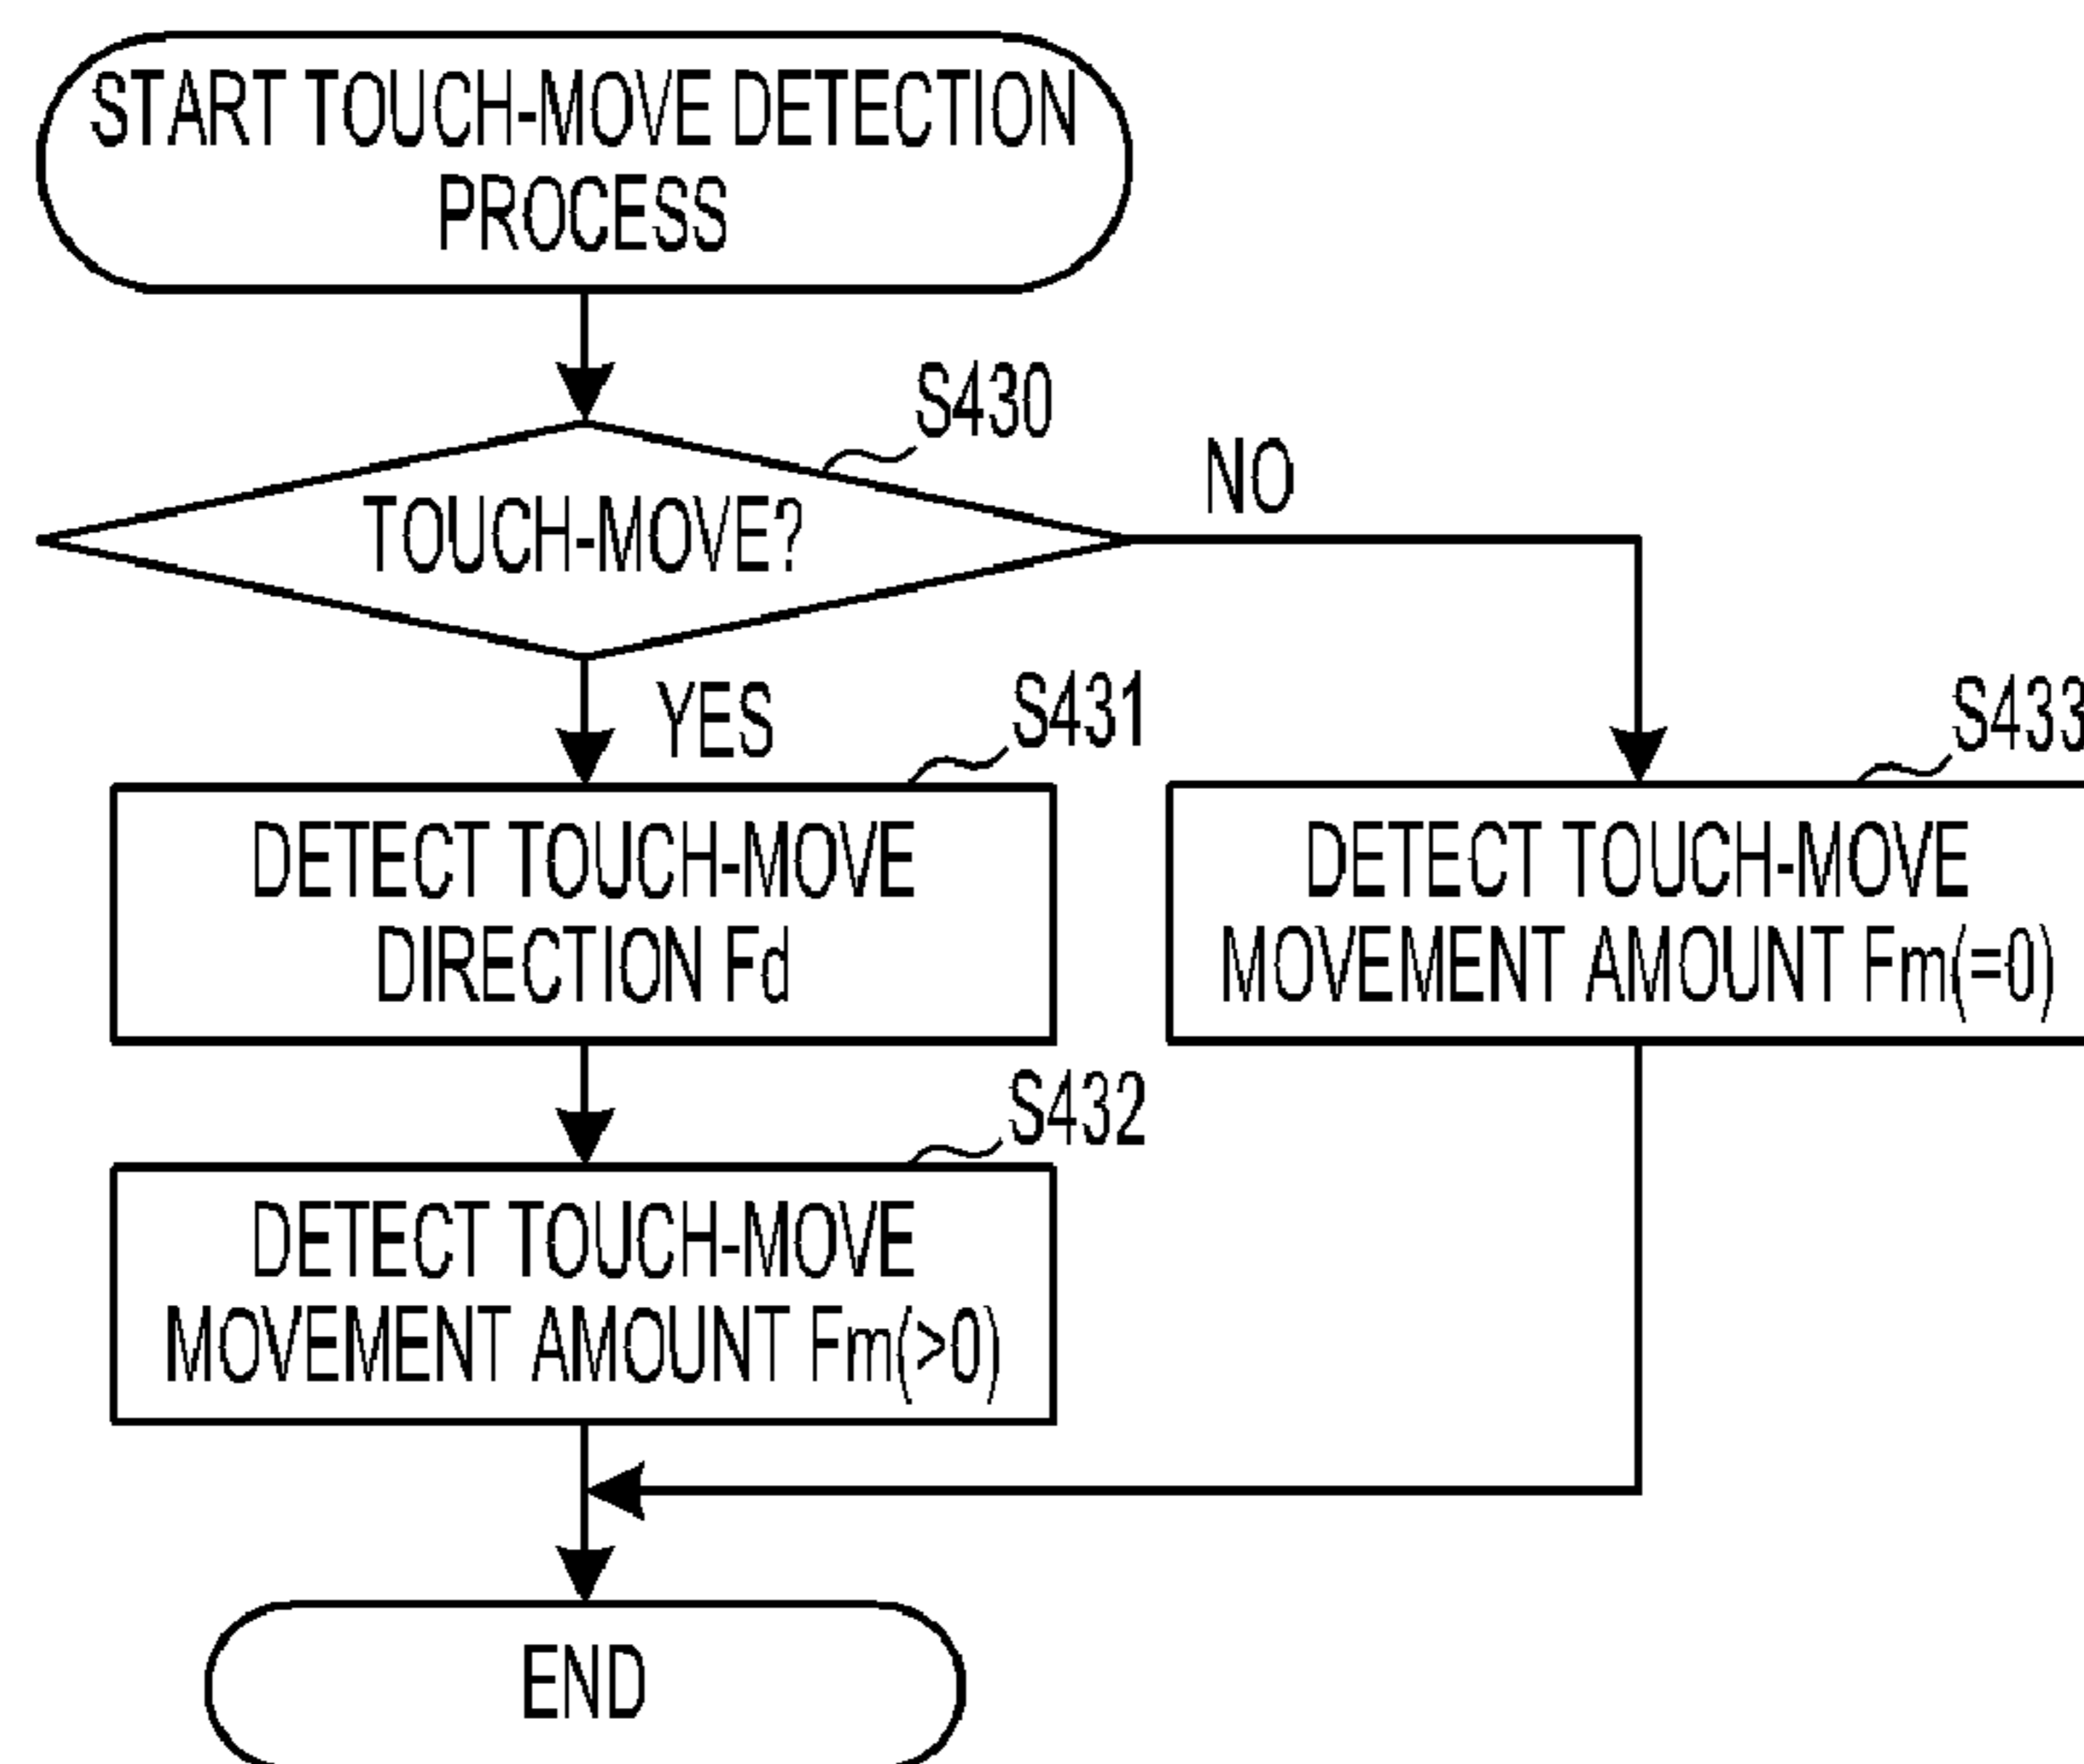 START TOUCH-MOVE DETECTION
PROCESS
S430
TOUCH-MOVE?
NO
YES
S431
DETECT TOUCH-MOVE
DIRECTION Fd
S433
DETECT TOUCH-MOVE
MOVEMENT AMOUNT Fm(=0)
S432
DETECT TOUCH-MOVE
MOVEMENT AMOUNT Fm(>0)
END